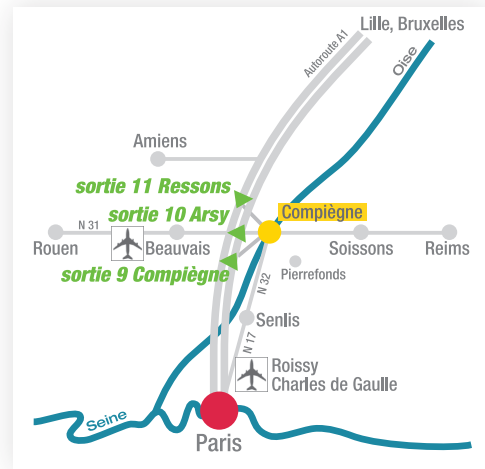 Lille, Bruxelles
Autoroute A1
Oise
Amiens
sortie 11 Ressons
sortie 10 Arsy
Compiègne
N 31
Rouen
Beauvais
Soissons
Reims
sortie 9 Compiègne
Pierrefonds
N 32
Senlis
N 17
Roissy
Charles de Gaulle
Seine
Paris